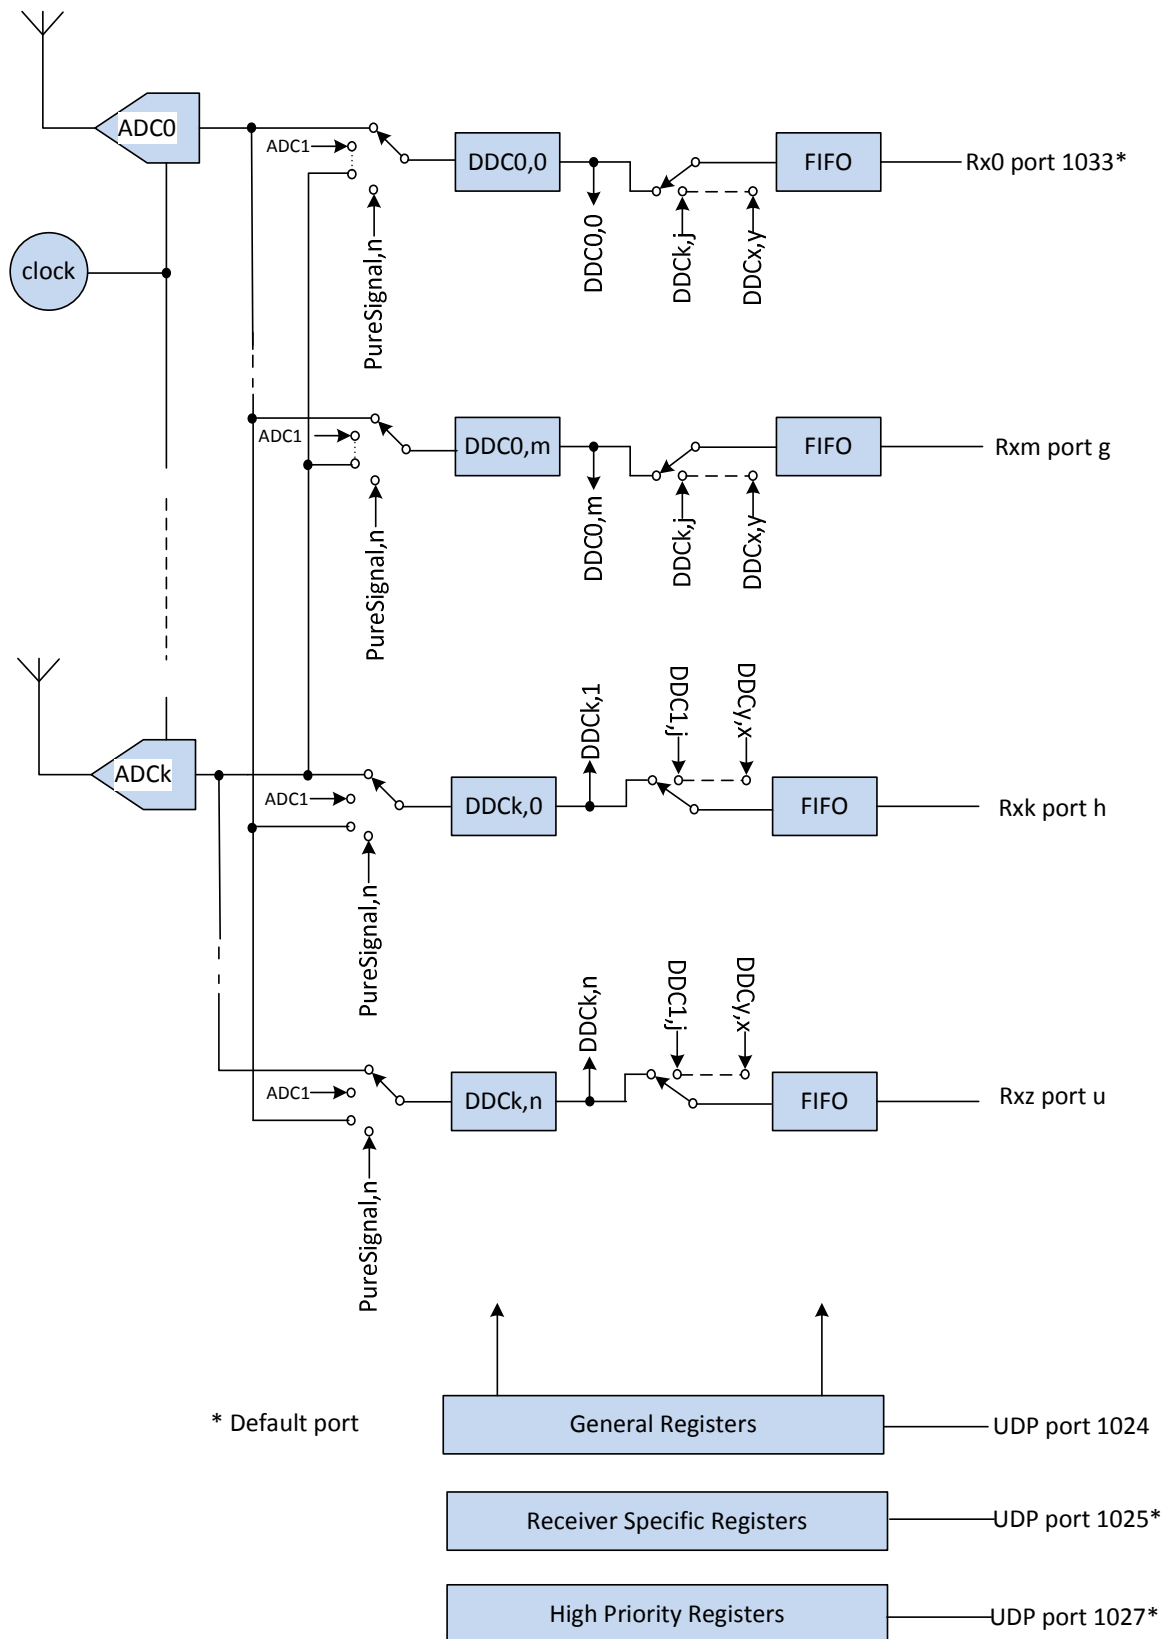 ADC0
ADC1
DDC0,0
FIFO
Rx0 port 1033*
PureSignal,n
DDC0,0
DDCk,j
DDCx,y
clock
ADC1
DDC0,m
FIFO
Rxm port g
PureSignal,n
DDC0,m
DDCk,j
DDCx,y
DDCk,1
DDC1,j
DDCy,x
ADCk
ADC1
DDCk,0
FIFO
Rxk port h
PureSignal,n
DDCk,n
DDC1,j
DDCy,x
ADC1
DDCk,n
FIFO
Rxz port u
PureSignal,n
* Default port
General Registers
UDP port 1024
Receiver Specific Registers
UDP port 1025*
High Priority Registers
UDP port 1027*